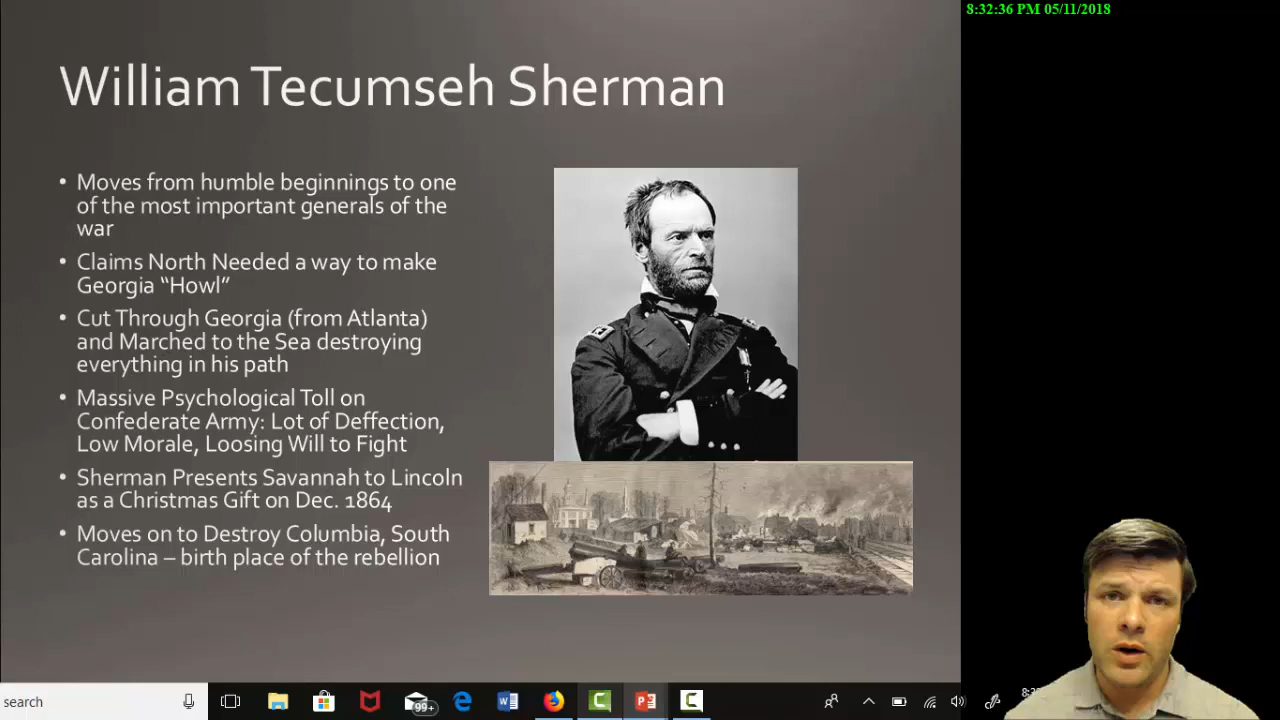 8:32:36 PM 05/11/2018
William Tecumseh Sherman
• Moves from humble beginnings to one
of the most important generals of the
war
• Claims North Needed a way to make
Georgia “Howl”
• Cut Through Georgia (from Atlanta)
and Marched to the Sea destroying
everything in his path
• Massive Psychological Toll on
Confederate Army: Lot of Deffection,
Low Morale, Loosing Will to Fight
• Sherman Presents Savannah to Lincoln
as a Christmas Gift on Dec. 1864
• Moves on to Destroy Columbia, South
Carolina – birth place of the rebellion
search
99+